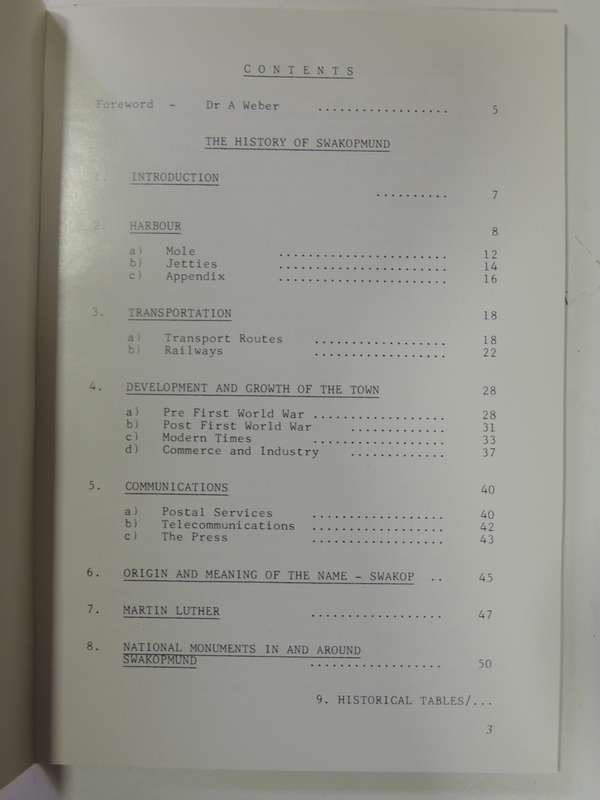 C O N T E N T S
Foreword - Dr A Weber .................. 5
THE HISTORY OF SWAKOPMUND
1. INTRODUCTION
.......... 7
2. HARBOUR 8
a) Mole ....................... 12
b) Jetties ....................... 14
c) Appendix ....................... 16
3. TRANSPORTATION 18
a) Transport Routes .................. 18
b) Railways .................. 22
4. DEVELOPMENT AND GROWTH OF THE TOWN 28
a) Pre First World War .................. 28
b) Post First World War ............. 31
c) Modern Times .................. 33
d) Commerce and Industry ............. 37
5. COMMUNICATIONS 40
a) Postal Services .................. 40
b) Telecommunications .................. 42
c) The Press .................. 43
6. ORIGIN AND MEANING OF THE NAME - SWAKOP .. 45
7. MARTIN LUTHER .................. 47
8. NATIONAL MONUMENTS IN AND AROUND
SWAKOPMUND .................. 50
9. HISTORICAL TABLES/...
3